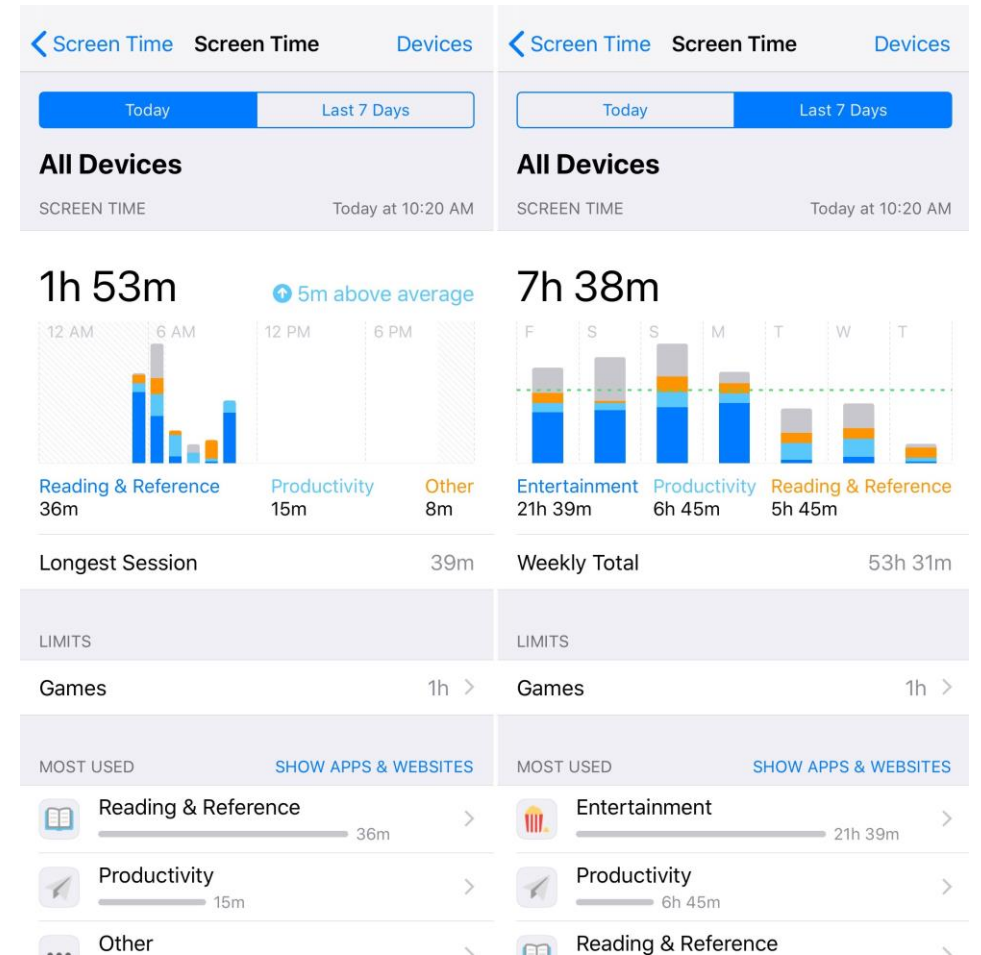 Screen Time Screen Time Devices
Today Last 7 Days
All Devices
SCREEN TIME Today at 10:20 AM
1h 53m 5m above average
12 AM 6 AM 12 PM 6 PM
Reading & Reference Productivity Other
36m 15m 8m
Longest Session 39m
LIMITS
Games 1h
MOST USED SHOW APPS & WEBSITES
Reading & Reference
36m
Productivity
15m
Other
Screen Time Screen Time Devices
Today Last 7 Days
All Devices
SCREEN TIME Today at 10:20 AM
7h 38m
F S S M T W T
Entertainment Productivity Reading & Reference
21h 39m 6h 45m 5h 45m
Weekly Total 53h 31m
LIMITS
Games 1h
MOST USED SHOW APPS & WEBSITES
Entertainment
21h 39m
Productivity
6h 45m
Reading & Reference